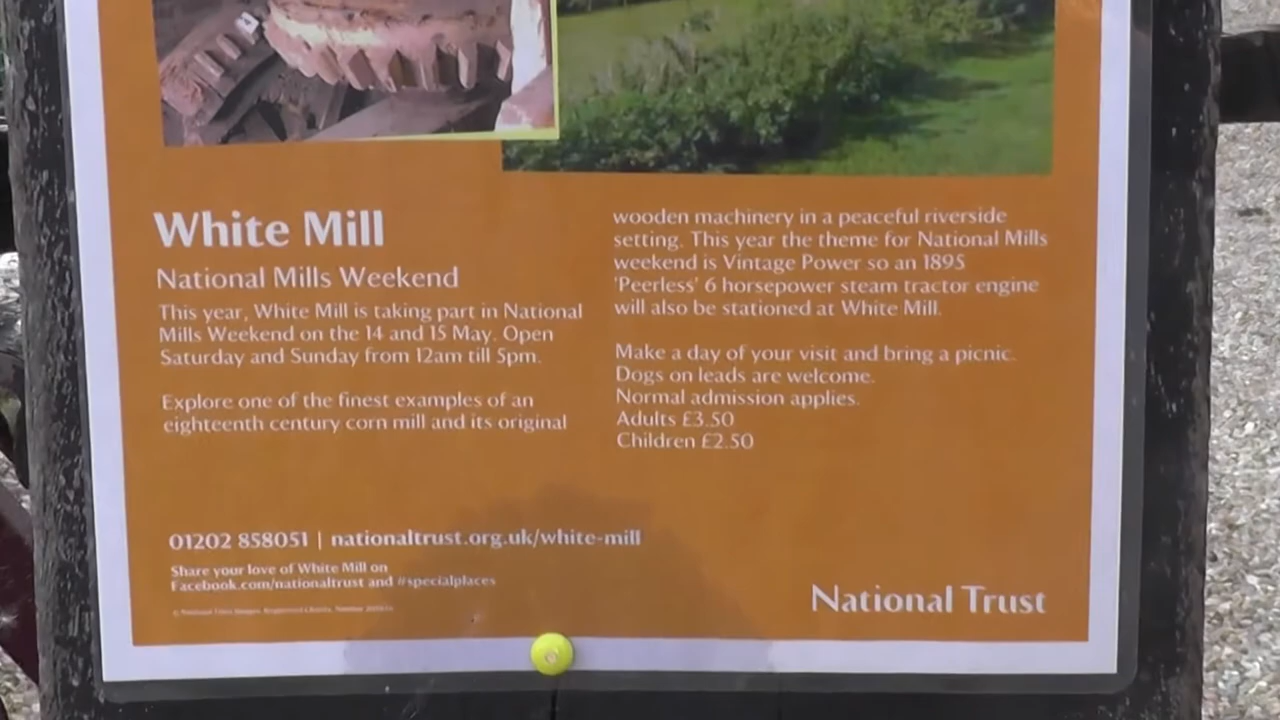 White Mill
National Mills Weekend
This year, White Mill is taking part in National
Mills Weekend on the 14 and 15 May. Open
Saturday and Sunday from 12am till 5pm.
Explore one of the finest examples of an
eighteenth century corn mill and its original
wooden machinery in a peaceful riverside
setting. This year the theme for National Mills
weekend is Vintage Power so an 1895
'Peerless' 6 horsepower steam tractor engine
will also be stationed at White Mill.
Make a day of your visit and bring a picnic.
Dogs on leads are welcome.
Normal admission applies.
Adults £3.50
Children £2.50
01202 858051 | nationaltrust.org.uk/white-mill
Share your love of White Mill on
Facebook.com/nationaltrust and #specialplaces
© National Trust Images. Registered Charity, Number
National Trust